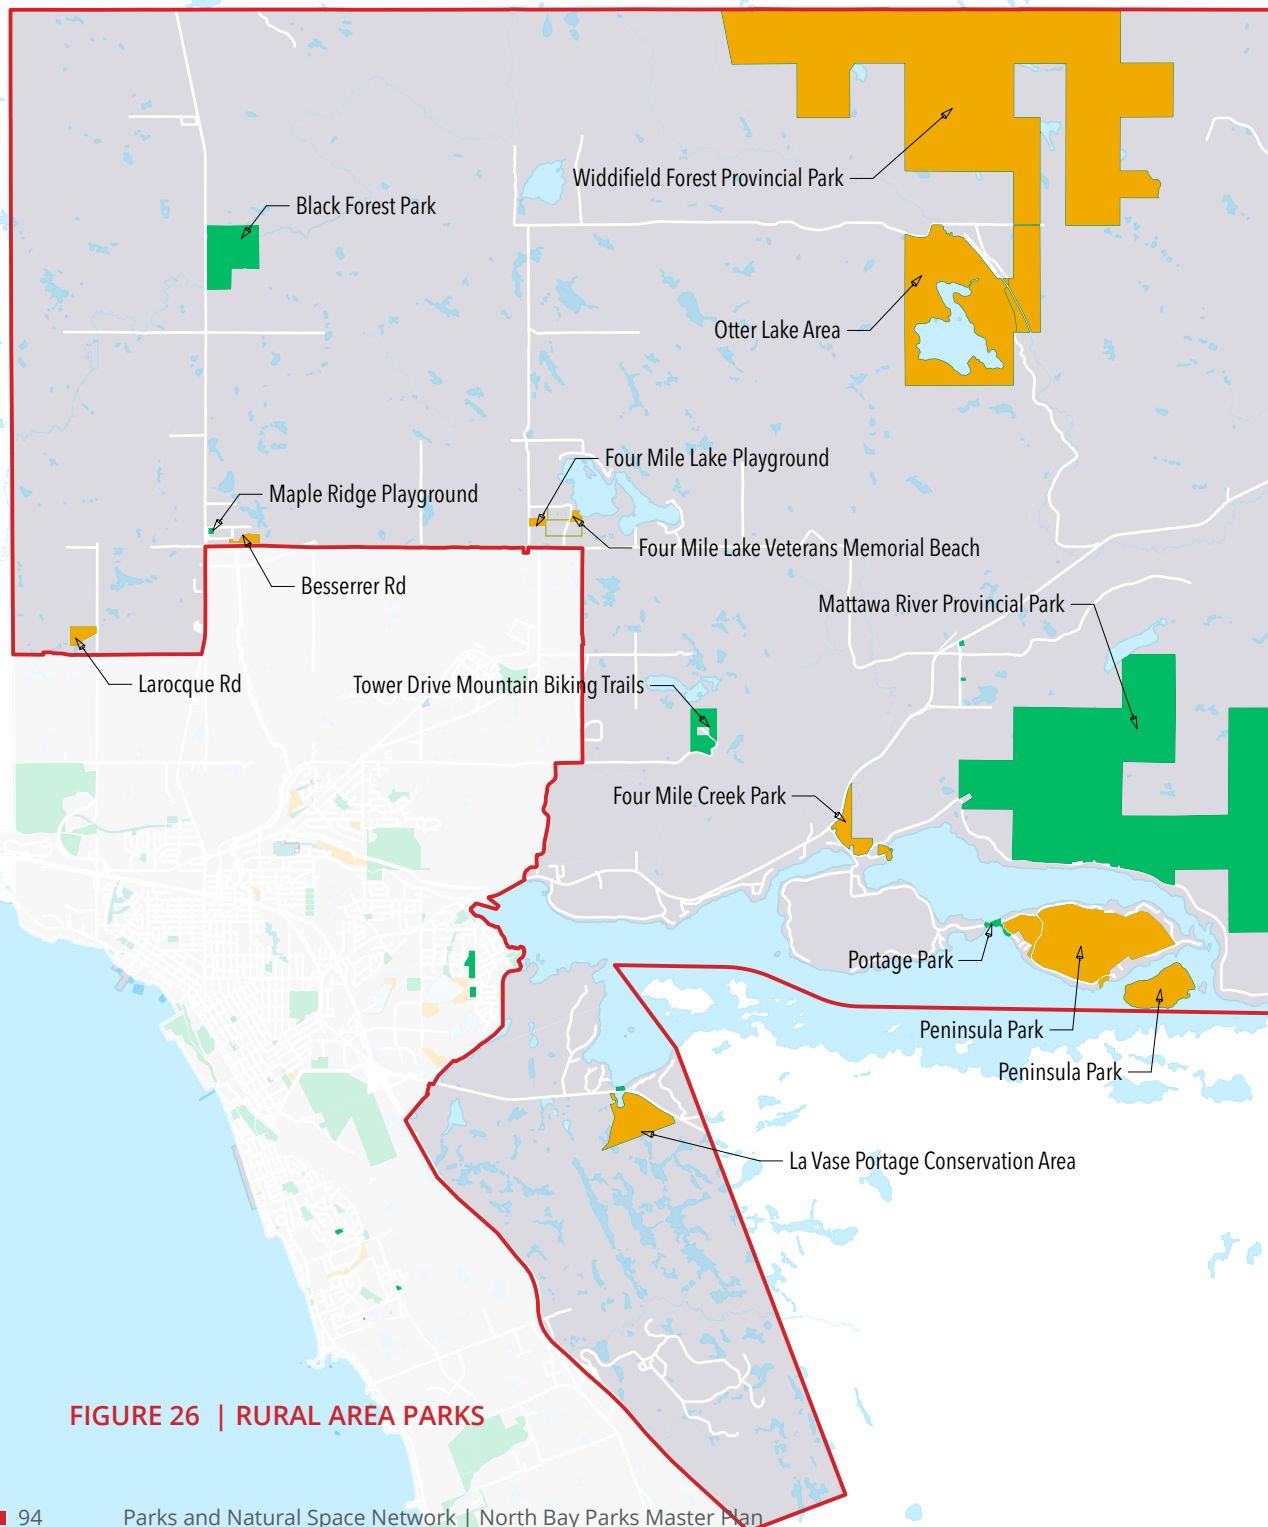 Widdifield Forest Provincial Park
Black Forest Park
Otter Lake Area
Four Mile Lake Playground
Maple Ridge Playground
Four Mile Lake Veterans Memorial Beach
Besserrer Rd
Mattawa River Provincial Park
Larocque Rd
Tower Drive Mountain Biking Trails
Four Mile Creek Park
Portage Park
Peninsula Park
Peninsula Park
La Vase Portage Conservation Area
FIGURE 26 | RURAL AREA PARKS
94 Parks and Natural Space Network | North Bay Parks Master Plan